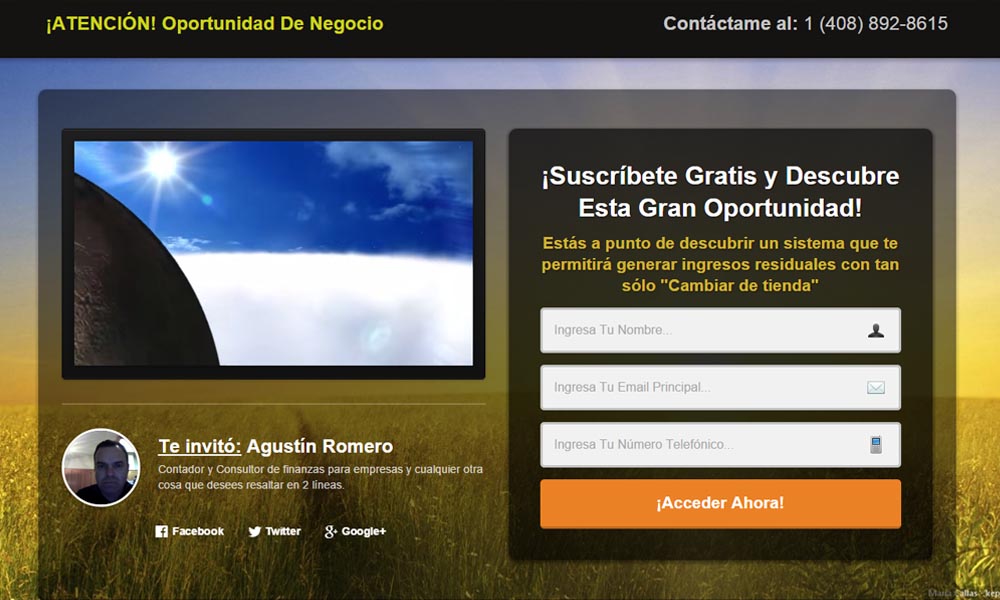 ¡ATENCIÓN! Oportunidad De Negocio
Contáctame al: 1 (408) 892-8615
¡Suscríbete Gratis y Descubre
Esta Gran Oportunidad!
Estás a punto de descubrir un sistema que te
permitirá generar ingresos residuales con tan
sólo "Cambiar de tienda"
Ingresa Tu Nombre...
Ingresa Tu Email Principal...
Ingresa Tu Número Telefónico...
¡Acceder Ahora!
Te invitó: Agustín Romero
Contador y Consultor de finanzas para empresas y cualquier otra
cosa que desees resaltar en 2 líneas.
Facebook
Twitter
Google+